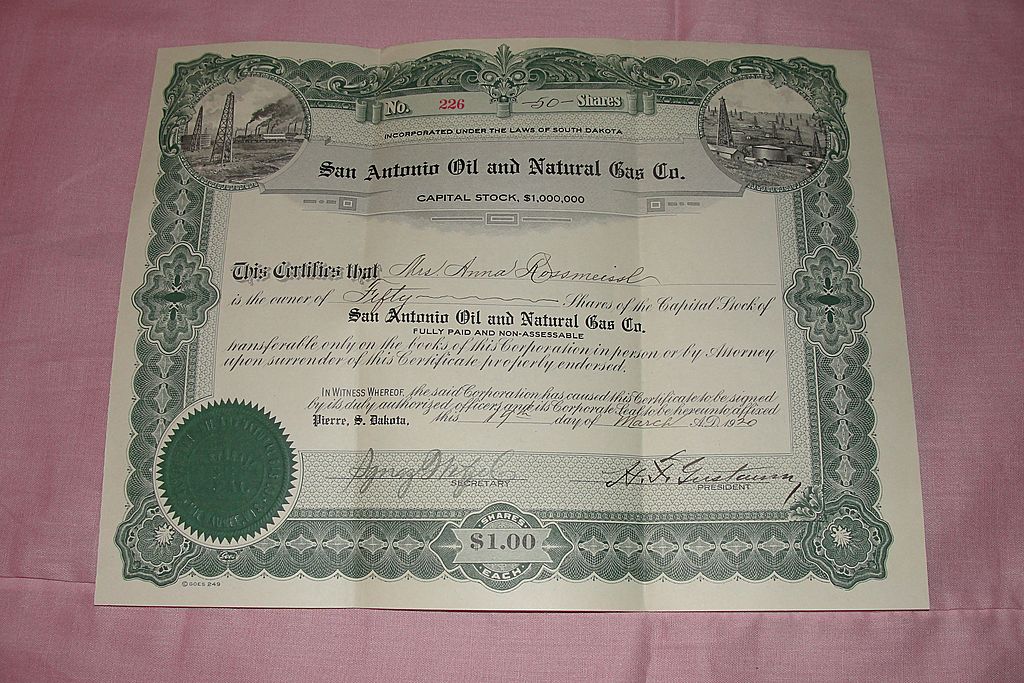 No. 226 -50- Shares
INCORPORATED UNDER THE LAWS OF SOUTH DAKOTA
San Antonio Oil and Natural Gas Co.
CAPITAL STOCK, $1,000,000
This Certifies that Mrs. Anna Rossmeissl
is the owner of Fifty Shares of the Capital Stock of
San Antonio Oil and Natural Gas Co.
FULLY PAID AND NON-ASSESSABLE
transferable only on the books of this Corporation in person or by Attorney
upon surrender of this Certificate properly endorsed.
IN WITNESS WHEREOF, the said Corporation has caused this Certificate to be signed
by its duly authorized officers and its Corporate Seal to be hereunto affixed
Pierre, S. Dakota, this day of March A.D. 1920
SECRETARY
PRESIDENT
SHARES
$1.00
EACH
© GOES 249